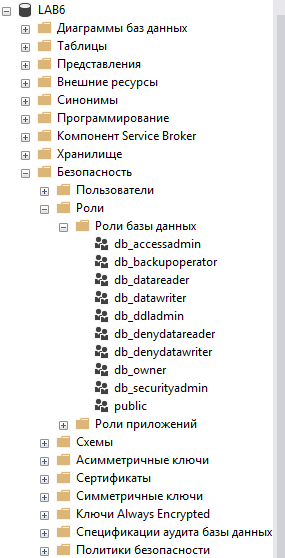 LAB6
Диаграммы баз данных
Таблицы
Представления
Внешние ресурсы
Синонимы
Программирование
Компонент Service Broker
Хранилище
Безопасность
Пользователи
Роли
Роли базы данных
db_accessadmin
db_backupoperator
db_datareader
db_datawriter
db_ddladmin
db_denydatareader
db_denydatawriter
db_owner
db_securityadmin
public
Роли приложений
Схемы
Асимметричные ключи
Сертификаты
Симметричные ключи
Ключи Always Encrypted
Спецификации аудита базы данных
Политики безопасности